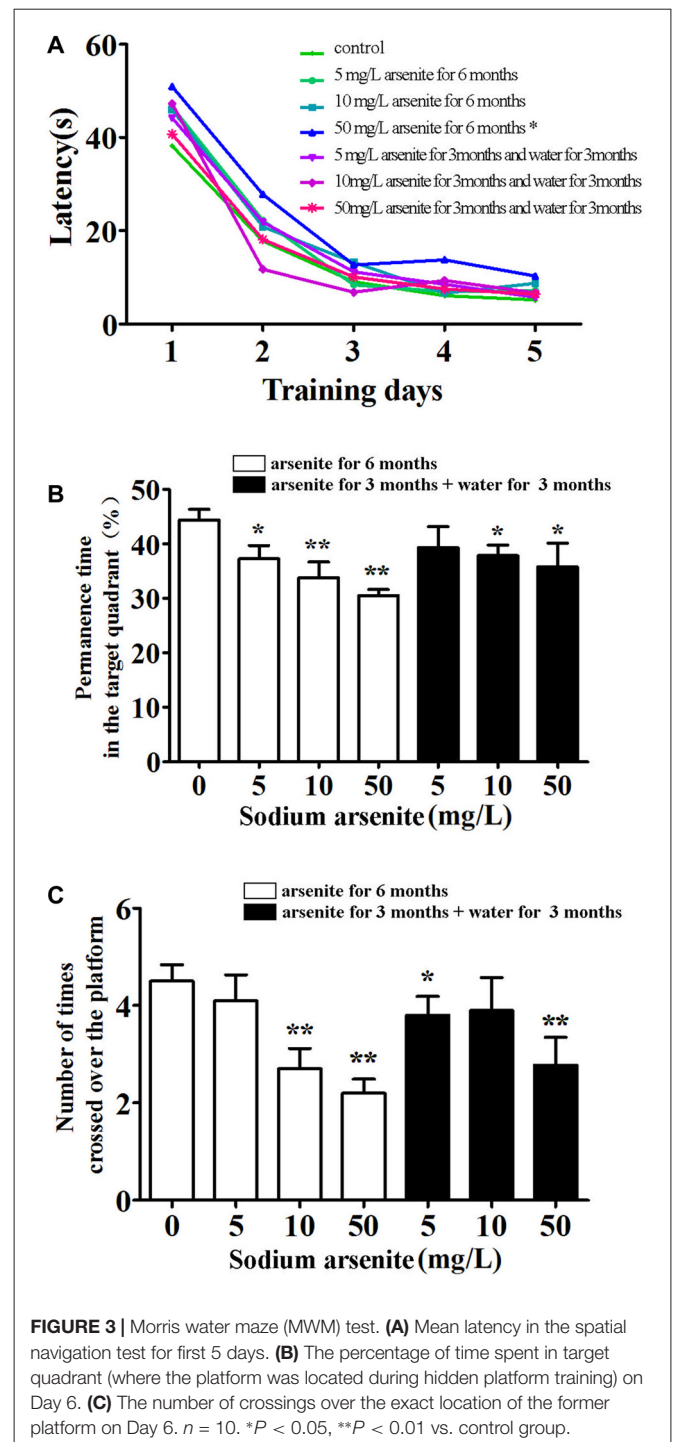 A
Latency(s)
60
40
20
0
control
5 mg/L arsenite for 6 months
10 mg/L arsenite for 6 months
50 mg/L arsenite for 6 months *
5 mg/L arsenite for 3months and water for 3months
10mg/L arsenite for 3months and water for 3months
50mg/L arsenite for 3months and water for 3months
1 2 3 4 5
Training days
B
arsenite for 6 months
arsenite for 3 months + water for 3 months
Permanence time
in the target quadrant (%)
50
40
30
20
10
0
* ** ** * *
0 5 10 50 5 10 50
Sodium arsenite (mg/L)
C
arsenite for 6 months
arsenite for 3 months + water for 3 months
Number of times
crossed over the platform
6
4
2
0
** ** * **
0 5 10 50 5 10 50
Sodium arsenite (mg/L)
FIGURE 3 | Morris water maze (MWM) test. (A) Mean latency in the spatial
navigation test for first 5 days. (B) The percentage of time spent in target
quadrant (where the platform was located during hidden platform training) on
Day 6. (C) The number of crossings over the exact location of the former
platform on Day 6. n = 10. *P < 0.05, **P < 0.01 vs. control group.